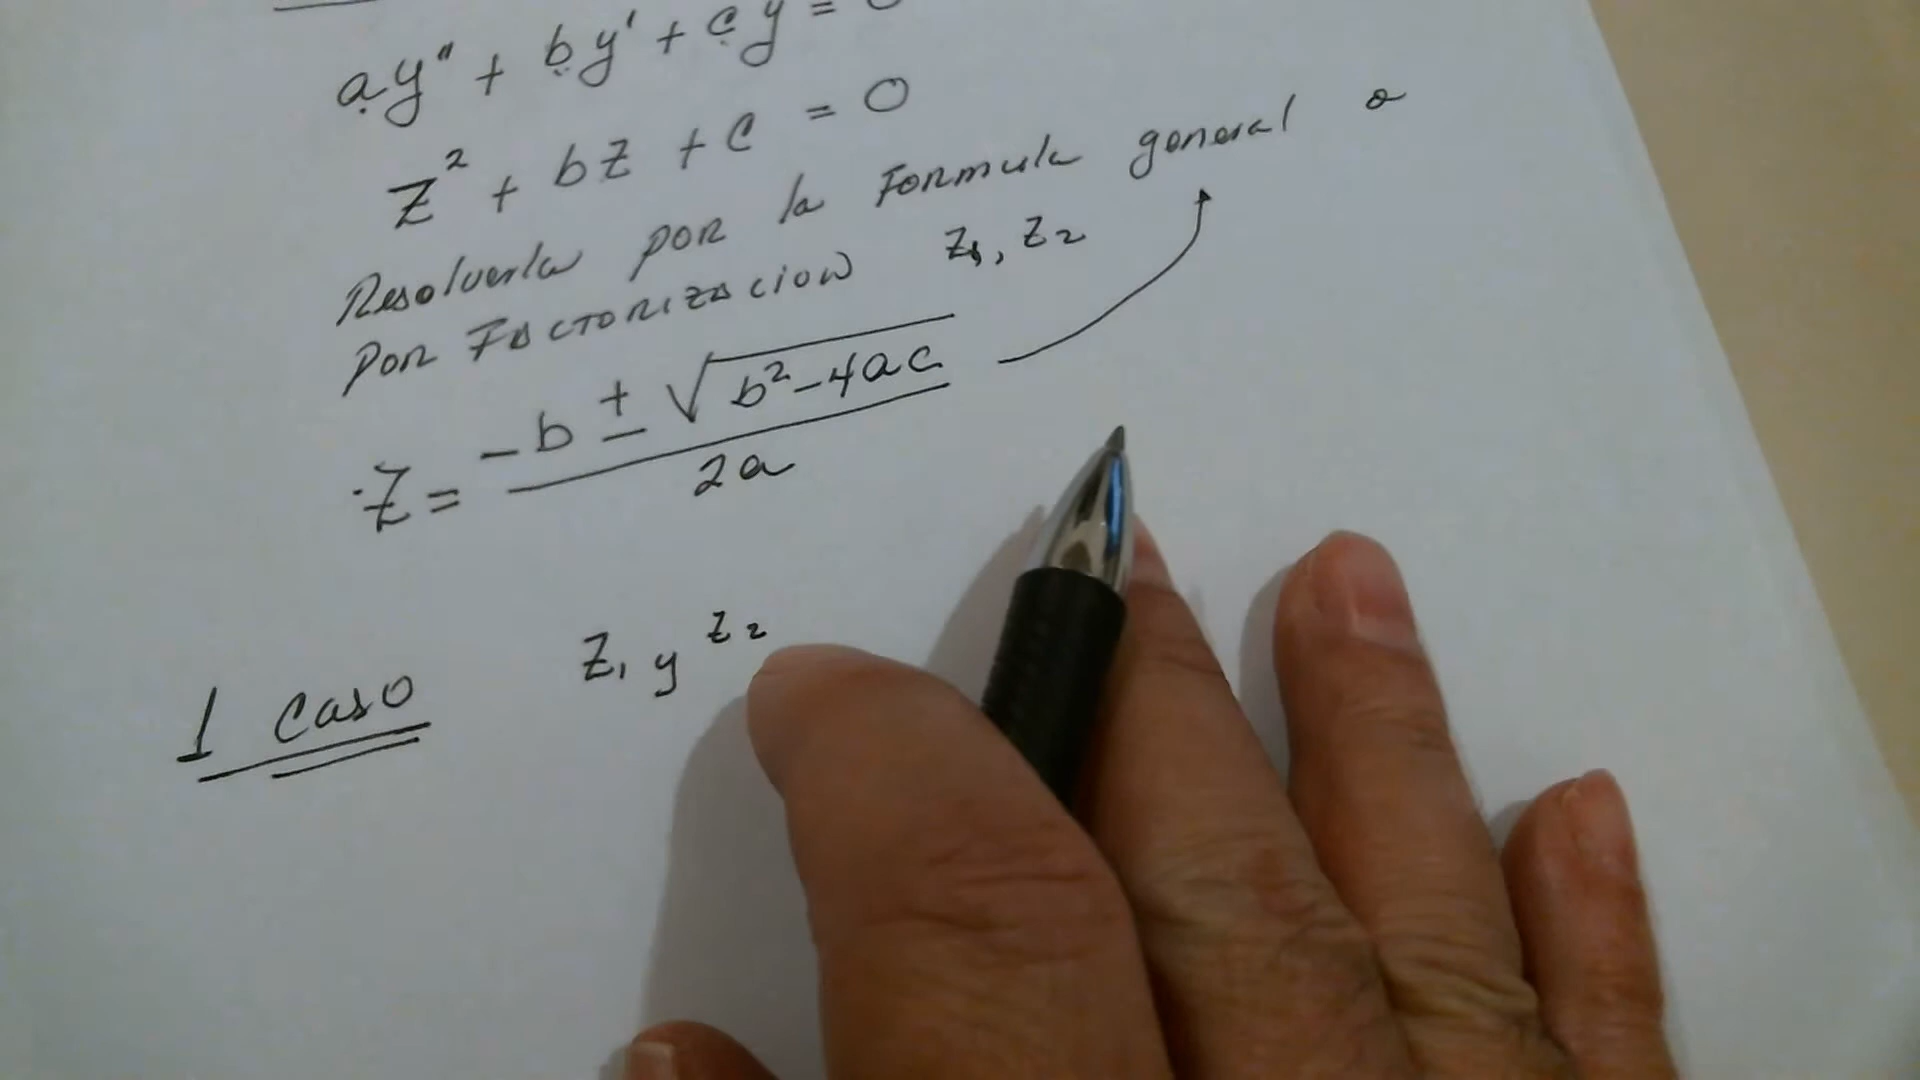 ay" + by' + cy = 0
z² + bz + c = 0
Resolverla por la Formula general o
por Factorizacion z₁, z₂
z = -b ± √b²-4ac / 2a
1 Caso z₁ y z₂